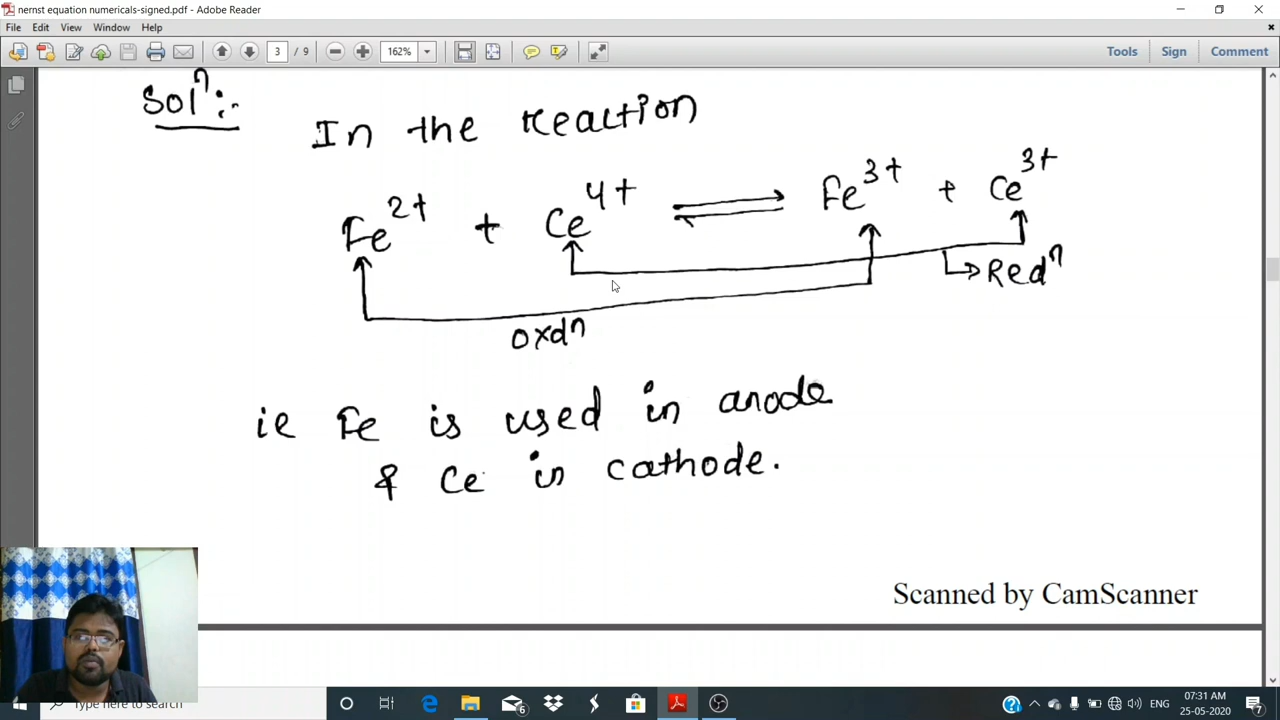 nernst equation numericals-signed.pdf - Adobe Reader
File Edit View Window Help
3 / 9 162% Tools Sign Comment
Solⁿ:-
In the reaction
Fe²⁺ + Ce⁴⁺ ⇌ Fe³⁺ + Ce³⁺
Redⁿ
Oxdⁿ
ie Fe is used in anode
& Ce in cathode.
Scanned by CamScanner
Type here to search
6
ENG
07:31 AM
25-05-2020
7